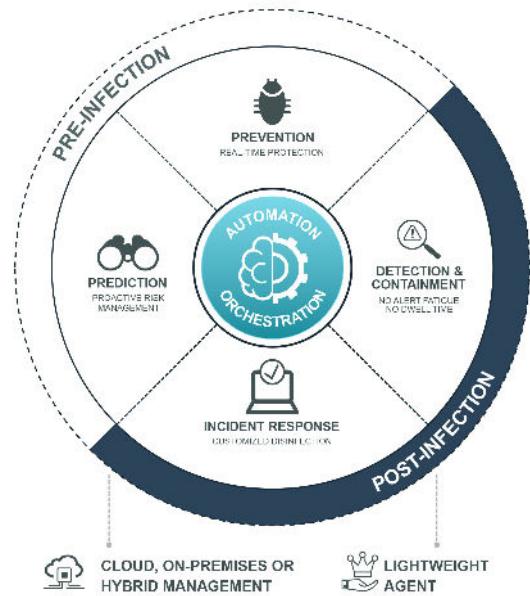 PRE-INFECTION
PREVENTION
REAL-TIME PROTECTION
AUTOMATION
ORCHESTRATION
PREDICTION
PROACTIVE RISK
MANAGEMENT
DETECTION &
CONTAINMENT
NO ALERT FATIGUE
NO DWELL TIME
INCIDENT RESPONSE
CUSTOMIZED DISINFECTION
POST-INFECTION
CLOUD, ON-PREMISES OR
HYBRID MANAGEMENT
LIGHTWEIGHT
AGENT